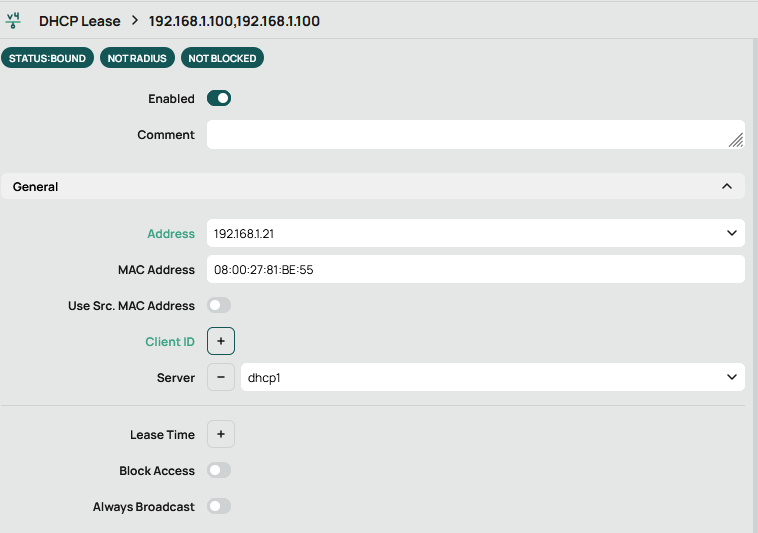 v4
DHCP Lease > 192.168.1.100,192.168.1.100
STATUS:BOUND NOT RADIUS NOT BLOCKED
Enabled
Comment
General
Address 192.168.1.21
MAC Address 08:00:27:81:BE:55
Use Src. MAC Address
Client ID +
Server − dhcp1
Lease Time +
Block Access
Always Broadcast